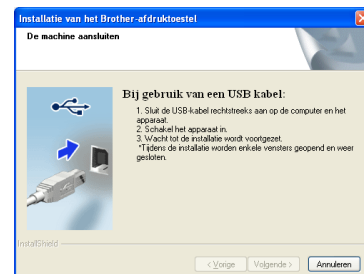 Installatie van het Brother-afdruktoestel
De machine aansluiten
Bij gebruik van een USB kabel:
1. Sluit de USB-kabel rechtstreeks aan op de computer en het
apparaat.
2. Schakel het apparaat in.
3. Wacht tot de installatie wordt voortgezet.
*Tijdens de installatie worden enkele vensters geopend en weer
gesloten.
InstallShield
< Vorige
Volgende >
Annuleren